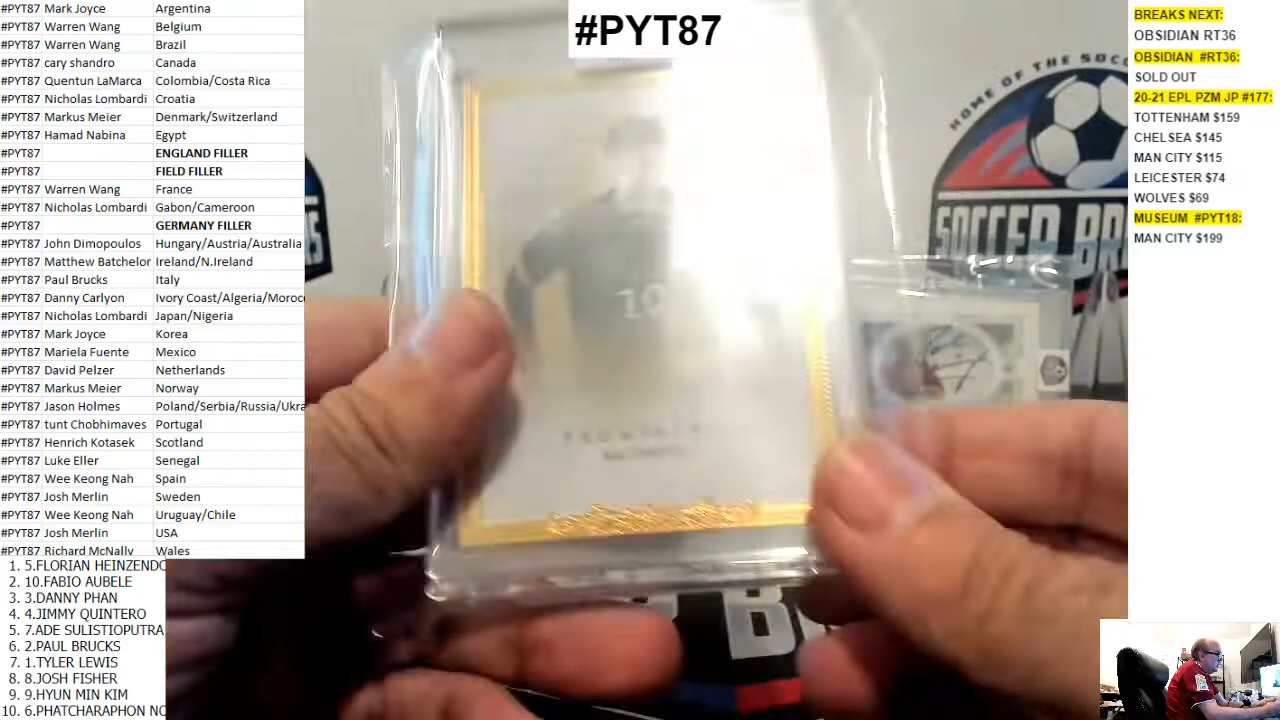 #PYT87
#PYT87 Mark Joyce Argentina
#PYT87 Warren Wang Belgium
#PYT87 Warren Wang Brazil
#PYT87 cary shandro Canada
#PYT87 Quentun LaMarca Colombia/Costa Rica
#PYT87 Nicholas Lombardi Croatia
#PYT87 Markus Meier Denmark/Switzerland
#PYT87 Hamad Nabina Egypt
#PYT87 ENGLAND FILLER
#PYT87 FIELD FILLER
#PYT87 Warren Wang France
#PYT87 Nicholas Lombardi Gabon/Cameroon
#PYT87 GERMANY FILLER
#PYT87 John Dimopoulos Hungary/Austria/Australia
#PYT87 Matthew Batchelor Ireland/N.Ireland
#PYT87 Paul Brucks Italy
#PYT87 Danny Carlyon Ivory Coast/Algeria/Moroc
#PYT87 Nicholas Lombardi Japan/Nigeria
#PYT87 Mark Joyce Korea
#PYT87 Mariela Fuente Mexico
#PYT87 David Pelzer Netherlands
#PYT87 Markus Meier Norway
#PYT87 Jason Holmes Poland/Serbia/Russia/Ukra
#PYT87 tunt Chobhimaves Portugal
#PYT87 Henrich Kotasek Scotland
#PYT87 Luke Eller Senegal
#PYT87 Wee Keong Nah Spain
#PYT87 Josh Merlin Sweden
#PYT87 Wee Keong Nah Uruguay/Chile
#PYT87 Josh Merlin USA
#PYT87 Richard McNally Wales
1. 5.FLORIAN HEINZENDO
2. 10.FABIO AUBELE
3. 3.DANNY PHAN
4. 4.JIMMY QUINTERO
5. 7.ADE SULISTIOPUTRA
6. 2.PAUL BRUCKS
7. 1.TYLER LEWIS
8. 8.JOSH FISHER
9. 9.HYUN MIN KIM
10. 6.PHATCHARAPHON NO
HOME OF THE SOCC
SOCCER BR
10
BREAKS NEXT:
OBSIDIAN RT36
OBSIDIAN #RT36:
SOLD OUT
20-21 EPL PZM JP #177:
TOTTENHAM $159
CHELSEA $145
MAN CITY $115
LEICESTER $74
WOLVES $69
MUSEUM #PYT18:
MAN CITY $199